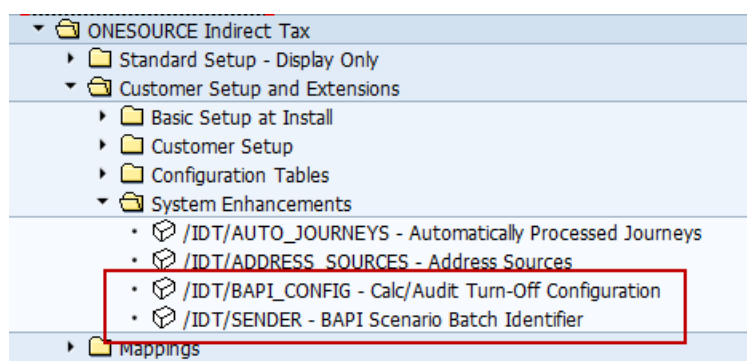 ONESOURCE Indirect Tax
Standard Setup - Display Only
Customer Setup and Extensions
Basic Setup at Install
Customer Setup
Configuration Tables
System Enhancements
/IDT/AUTO_JOURNEYS - Automatically Processed Journeys
/IDT/ADDRESS_SOURCES - Address Sources
/IDT/BAPI_CONFIG - Calc/Audit Turn-Off Configuration
/IDT/SENDER - BAPI Scenario Batch Identifier
Mappings